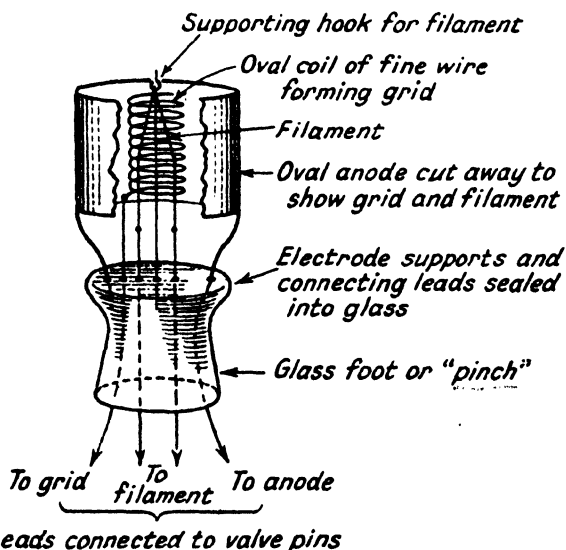 Supporting hook for filament
Oval coil of fine wire
forming grid
Filament
Oval anode cut away to
show grid and filament
Electrode supports and
connecting leads sealed
into glass
Glass foot or "pinch"
To grid
To
filament
To anode
eads connected to valve pins